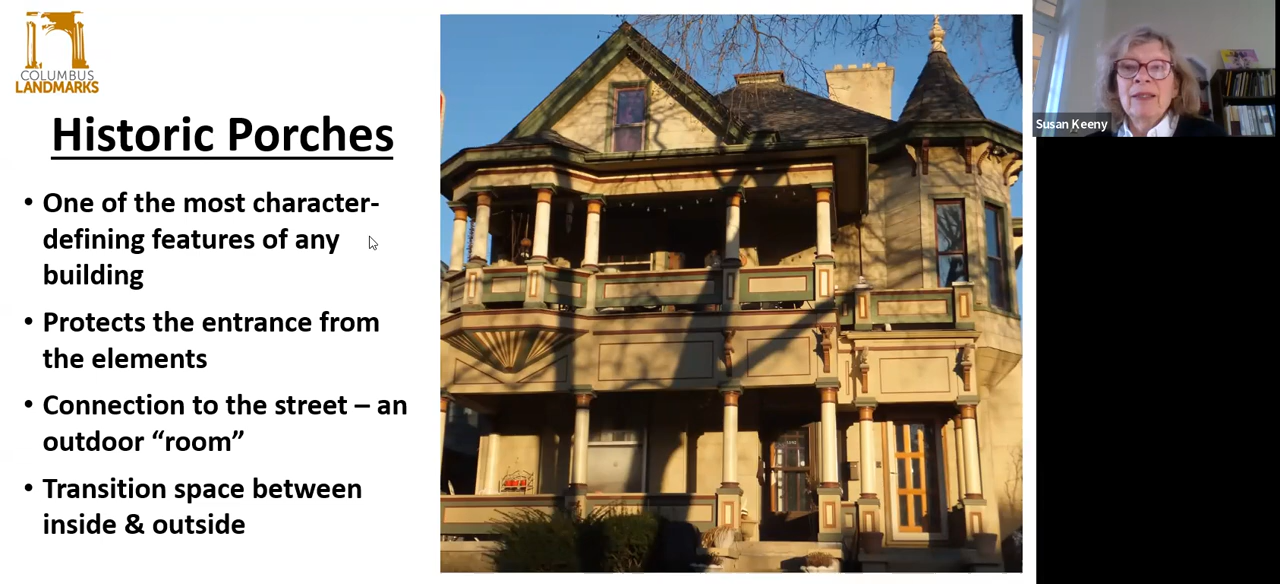 COLUMBUS
LANDMARKS
Historic Porches
• One of the most character-
defining features of any
building
• Protects the entrance from
the elements
• Connection to the street – an
outdoor “room”
• Transition space between
inside & outside
Susan Keeny